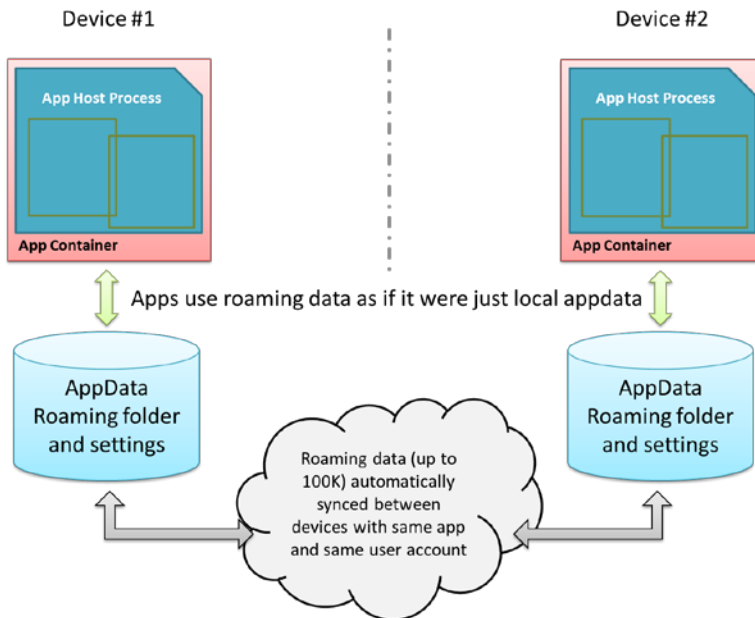 Device #1
Device #2
App Host Process
App Container
App Host Process
App Container
Apps use roaming data as if it were just local appdata
AppData
Roaming folder
and settings
AppData
Roaming folder
and settings
Roaming data (up to
100K) automatically
synced between
devices with same app
and same user account